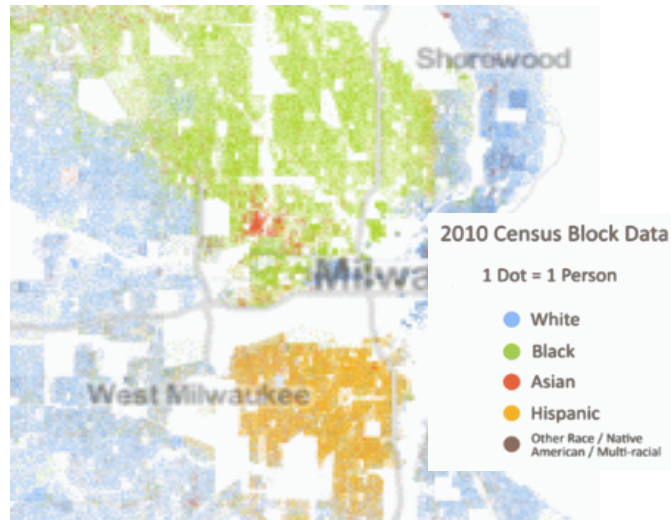 Shorewood
2010 Census Block Data
1 Dot = 1 Person
Milwa
White
Black
West Milwaukee
Asian
Hispanic
Other Race / Native
American / Multi-racial